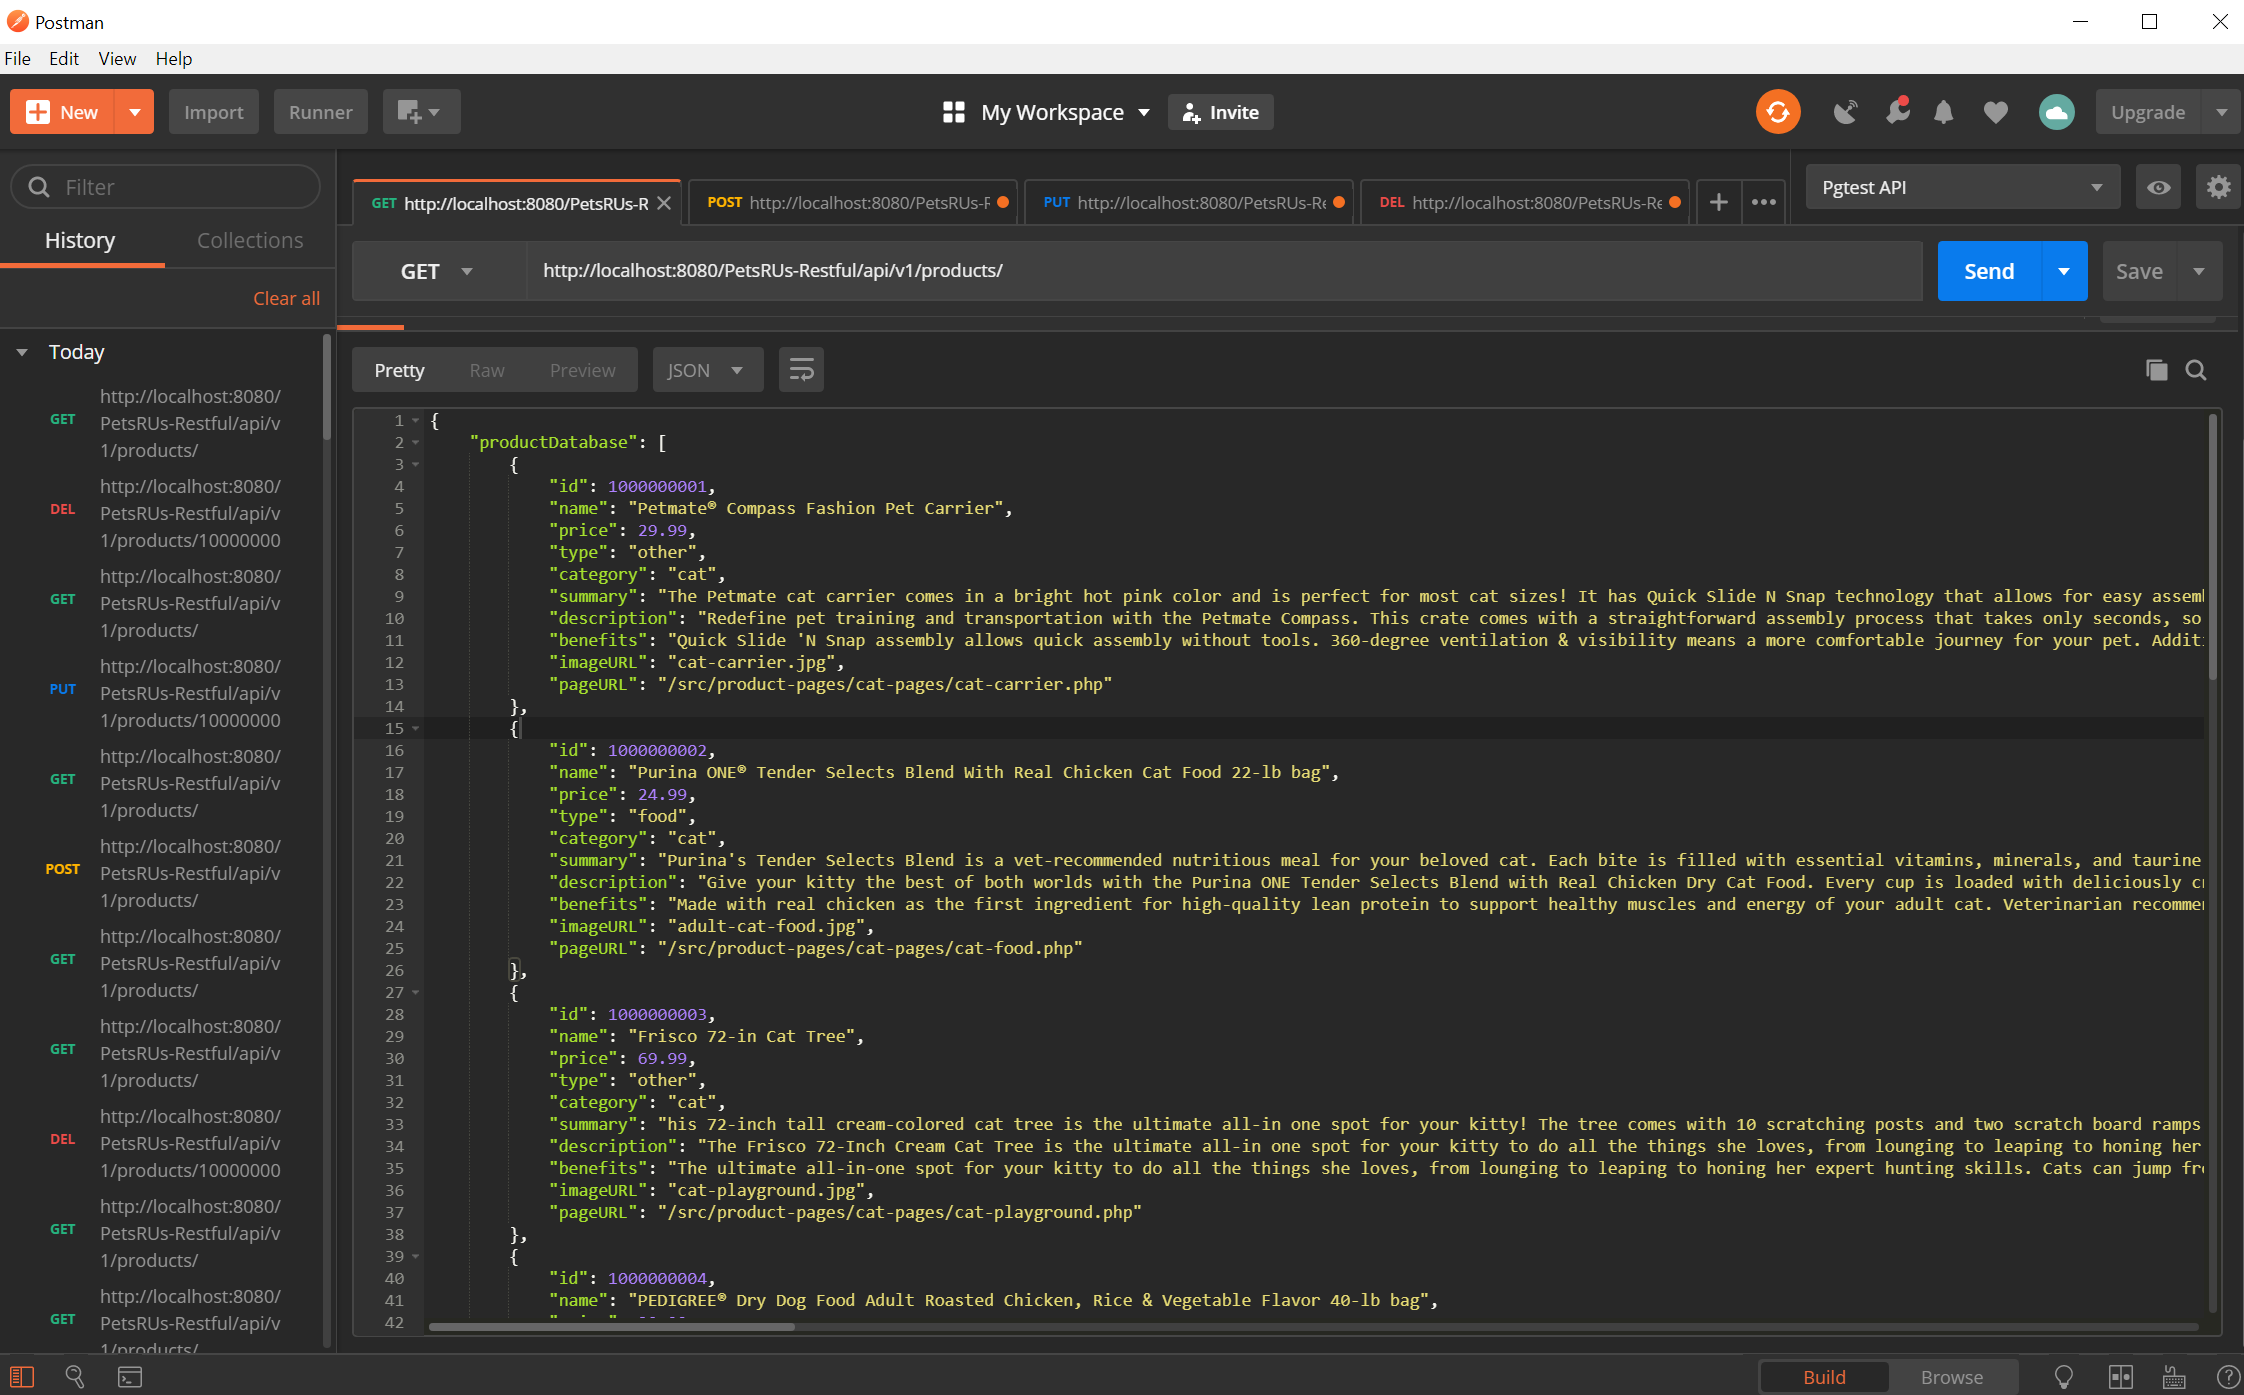 Postman
File Edit View Help
New Import Runner My Workspace Invite Upgrade
Filter
History Collections
Clear all
Today
GET http://localhost:8080/
PetsRUs-Restful/api/v
1/products/
DEL http://localhost:8080/
PetsRUs-Restful/api/v
1/products/10000000
GET http://localhost:8080/
PetsRUs-Restful/api/v
1/products/
PUT http://localhost:8080/
PetsRUs-Restful/api/v
1/products/10000000
GET http://localhost:8080/
PetsRUs-Restful/api/v
1/products/
POST http://localhost:8080/
PetsRUs-Restful/api/v
1/products/
GET http://localhost:8080/
PetsRUs-Restful/api/v
1/products/
GET http://localhost:8080/
PetsRUs-Restful/api/v
1/products/
DEL http://localhost:8080/
PetsRUs-Restful/api/v
1/products/10000000
GET http://localhost:8080/
PetsRUs-Restful/api/v
1/products/
GET http://localhost:8080/
PetsRUs-Restful/api/v
1/products/
GET http://localhost:8080/PetsRUs-R POST http://localhost:8080/PetsRUs-F PUT http://localhost:8080/PetsRUs-Re DEL http://localhost:8080/PetsRUs-Re Pgtest API
GET http://localhost:8080/PetsRUs-Restful/api/v1/products/ Send Save
Pretty Raw Preview JSON
1 {
2 "productDatabase": [
3 {
4 "id": 1000000001,
5 "name": "Petmate® Compass Fashion Pet Carrier",
6 "price": 29.99,
7 "type": "other",
8 "category": "cat",
9 "summary": "The Petmate cat carrier comes in a bright hot pink color and is perfect for most cat sizes! It has Quick Slide N Snap technology that allows for easy assem
10 "description": "Redefine pet training and transportation with the Petmate Compass. This crate comes with a straightforward assembly process that takes only seconds, so
11 "benefits": "Quick Slide 'N Snap assembly allows quick assembly without tools. 360-degree ventilation & visibility means a more comfortable journey for your pet. Additi
12 "imageURL": "cat-carrier.jpg",
13 "pageURL": "/src/product-pages/cat-pages/cat-carrier.php"
14 },
15 {
16 "id": 1000000002,
17 "name": "Purina ONE® Tender Selects Blend With Real Chicken Cat Food 22-lb bag",
18 "price": 24.99,
19 "type": "food",
20 "category": "cat",
21 "summary": "Purina's Tender Selects Blend is a vet-recommended nutritious meal for your beloved cat. Each bite is filled with essential vitamins, minerals, and taurine
22 "description": "Give your kitty the best of both worlds with the Purina ONE Tender Selects Blend with Real Chicken Dry Cat Food. Every cup is loaded with deliciously cr
23 "benefits": "Made with real chicken as the first ingredient for high-quality lean protein to support healthy muscles and energy of your adult cat. Veterinarian recommen
24 "imageURL": "adult-cat-food.jpg",
25 "pageURL": "/src/product-pages/cat-pages/cat-food.php"
26 },
27 {
28 "id": 1000000003,
29 "name": "Frisco 72-in Cat Tree",
30 "price": 69.99,
31 "type": "other",
32 "category": "cat",
33 "summary": "his 72-inch tall cream-colored cat tree is the ultimate all-in one spot for your kitty! The tree comes with 10 scratching posts and two scratch board ramps
34 "description": "The Frisco 72-Inch Cream Cat Tree is the ultimate all-in one spot for your kitty to do all the things she loves, from lounging to leaping to honing her
35 "benefits": "The ultimate all-in-one spot for your kitty to do all the things she loves, from lounging to leaping to honing her expert hunting skills. Cats can jump fr
36 "imageURL": "cat-playground.jpg",
37 "pageURL": "/src/product-pages/cat-pages/cat-playground.php"
38 },
39 {
40 "id": 1000000004,
41 "name": "PEDIGREE® Dry Dog Food Adult Roasted Chicken, Rice & Vegetable Flavor 40-lb bag",
42
Build Browse